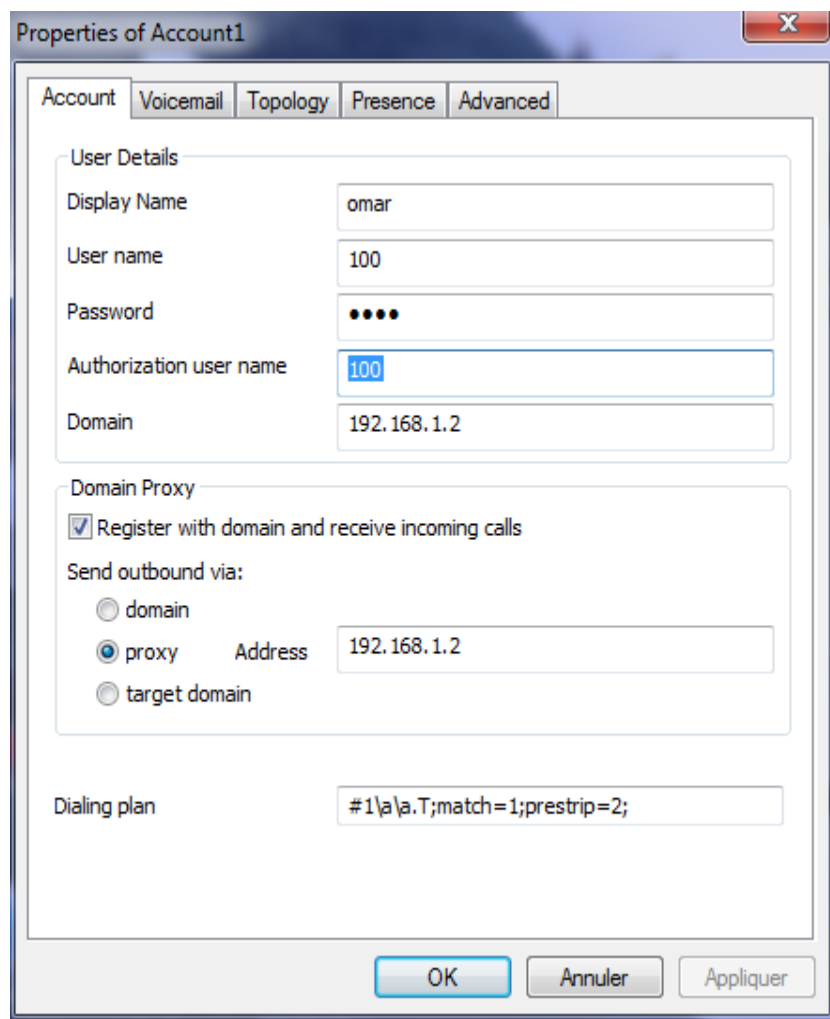 Properties of Account1
Account Voicemail Topology Presence Advanced
User Details
Display Name omar
User name 100
Password ••••
Authorization user name 100
Domain 192.168.1.2
Domain Proxy
Register with domain and receive incoming calls
Send outbound via:
domain
proxy Address 192.168.1.2
target domain
Dialing plan #1\a\a.T;match=1;prestrip=2;
OK Annuler Appliquer